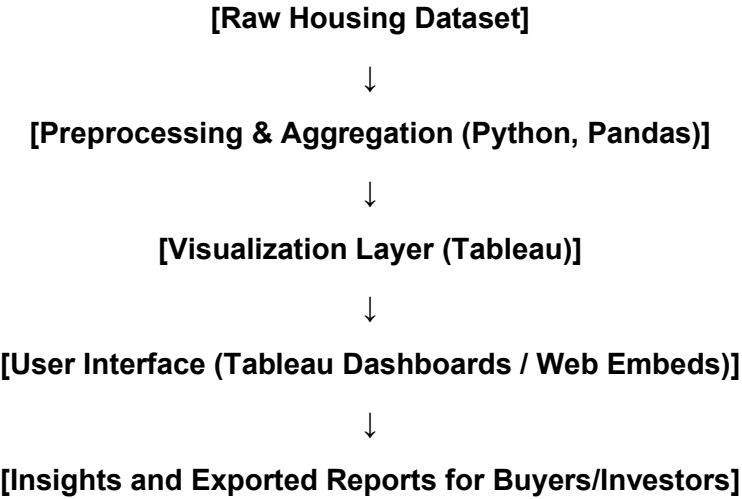 [Raw Housing Dataset]
↓
[Preprocessing & Aggregation (Python, Pandas)]
↓
[Visualization Layer (Tableau)]
↓
[User Interface (Tableau Dashboards / Web Embeds)]
↓
[Insights and Exported Reports for Buyers/Investors]